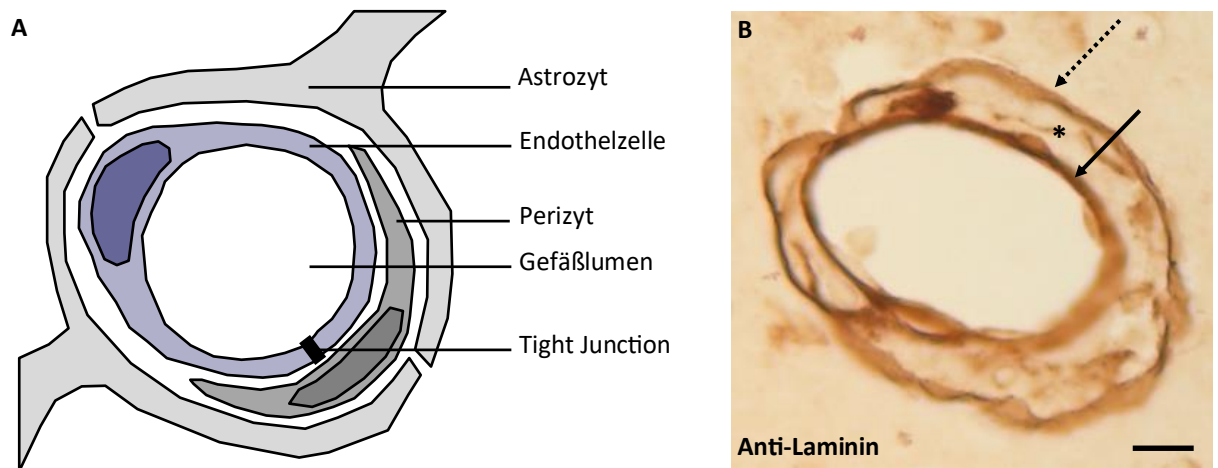 A
Astrozyt
Endothelzelle
Perizyt
Gefäßlumen
Tight Junction
B
*
Anti-Laminin